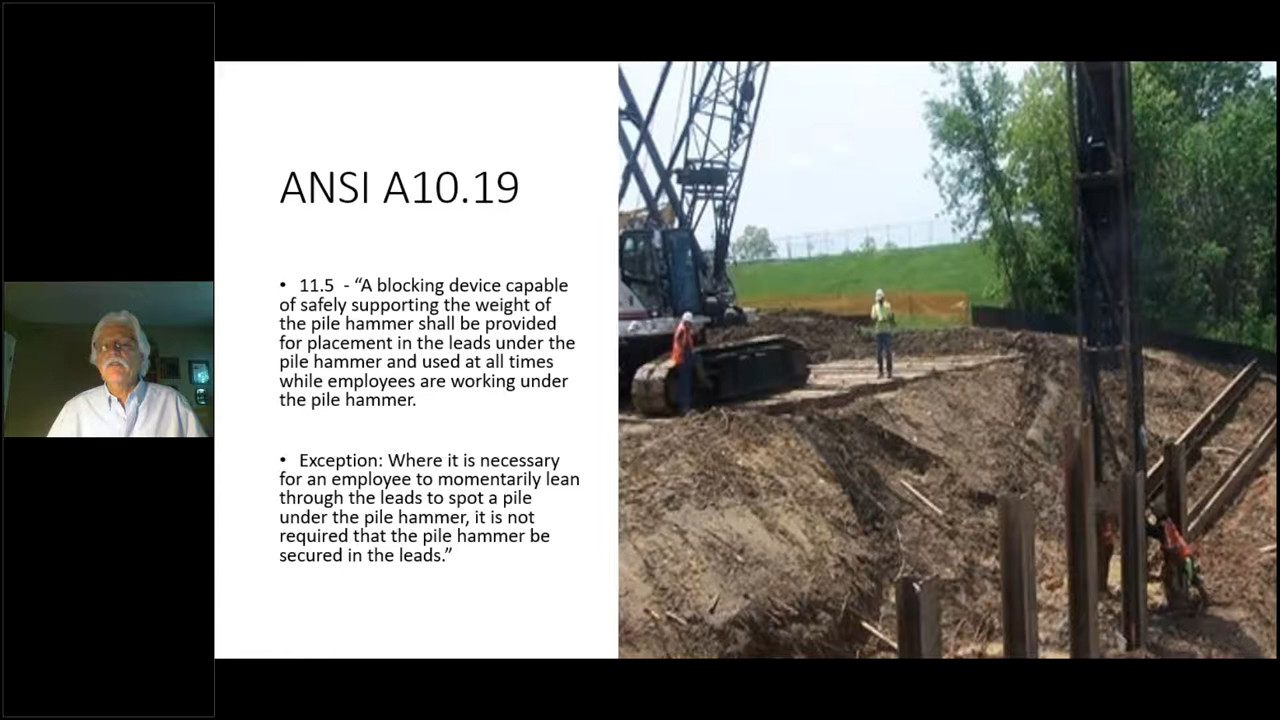 ANSI A10.19
• 11.5 - “A blocking device capable
of safely supporting the weight of
the pile hammer shall be provided
for placement in the leads under the
pile hammer and used at all times
while employees are working under
the pile hammer.
• Exception: Where it is necessary
for an employee to momentarily lean
through the leads to spot a pile
under the pile hammer, it is not
required that the pile hammer be
secured in the leads.”